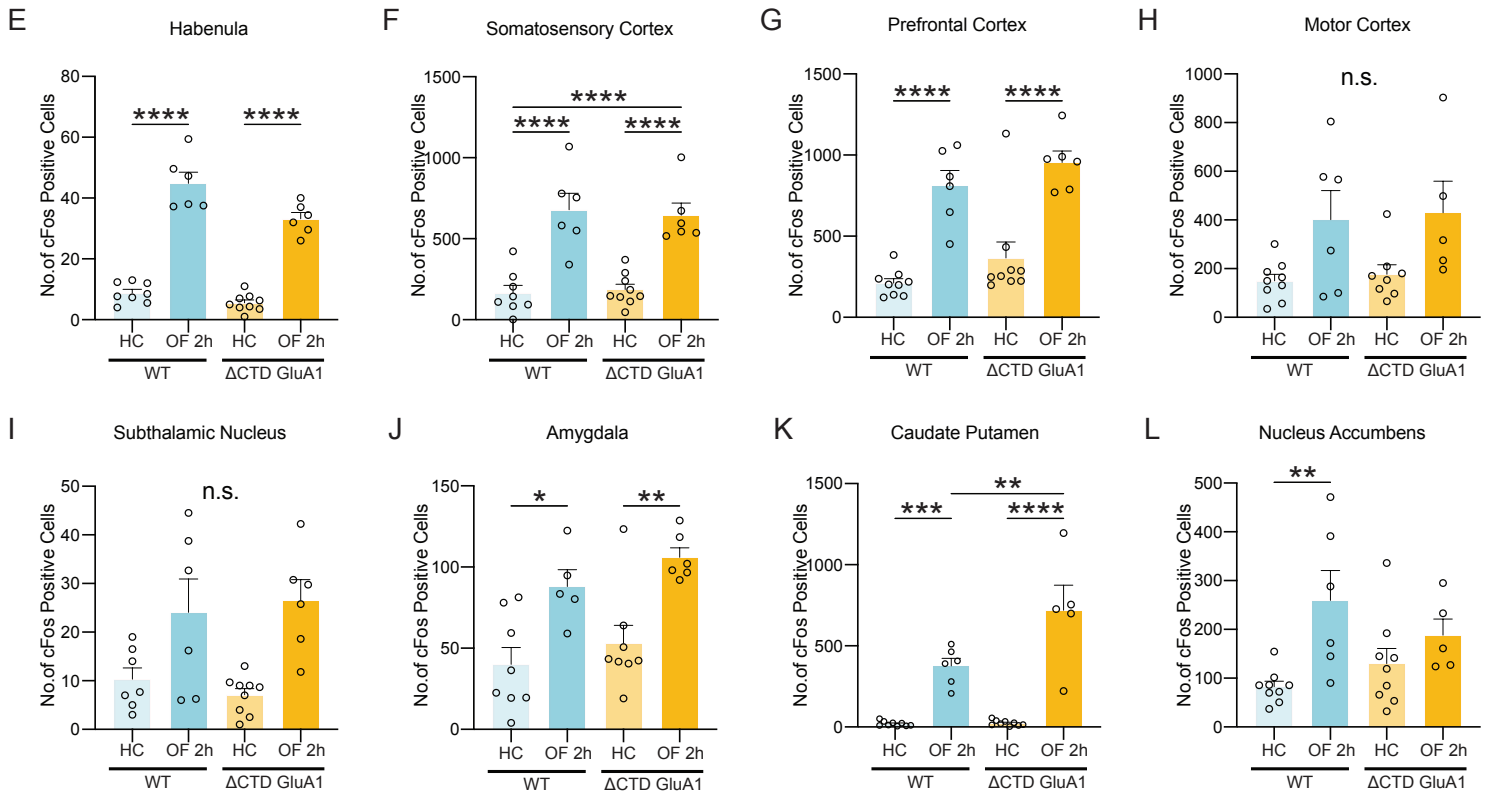 E
Habenula
No.of cFos Positive Cells
80
60
40
20
0
****
****
HC
OF 2h
HC
OF 2h
WT
ΔCTD GluA1
F
Somatosensory Cortex
No.of cFos Positive Cells
1500
1000
500
0
****
****
****
HC
OF 2h
HC
OF 2h
WT
ΔCTD GluA1
G
Prefrontal Cortex
No.of cFos Positive Cells
1500
1000
500
0
****
****
HC
OF 2h
HC
OF 2h
WT
ΔCTD GluA1
H
Motor Cortex
No.of cFos Positive Cells
1000
800
600
400
200
0
n.s.
HC
OF 2h
HC
OF 2h
WT
ΔCTD GluA1
I
Subthalamic Nucleus
No.of cFos Positive Cells
50
40
30
20
10
0
n.s.
HC
OF 2h
HC
OF 2h
WT
ΔCTD GluA1
J
Amygdala
No.of cFos Positive Cells
150
100
50
0
*
**
HC
OF 2h
HC
OF 2h
WT
ΔCTD GluA1
K
Caudate Putamen
No.of cFos Positive Cells
1500
1000
500
0
**
***
****
HC
OF 2h
HC
OF 2h
WT
ΔCTD GluA1
L
Nucleus Accumbens
No.of cFos Positive Cells
500
400
300
200
100
0
**
HC
OF 2h
HC
OF 2h
WT
ΔCTD GluA1